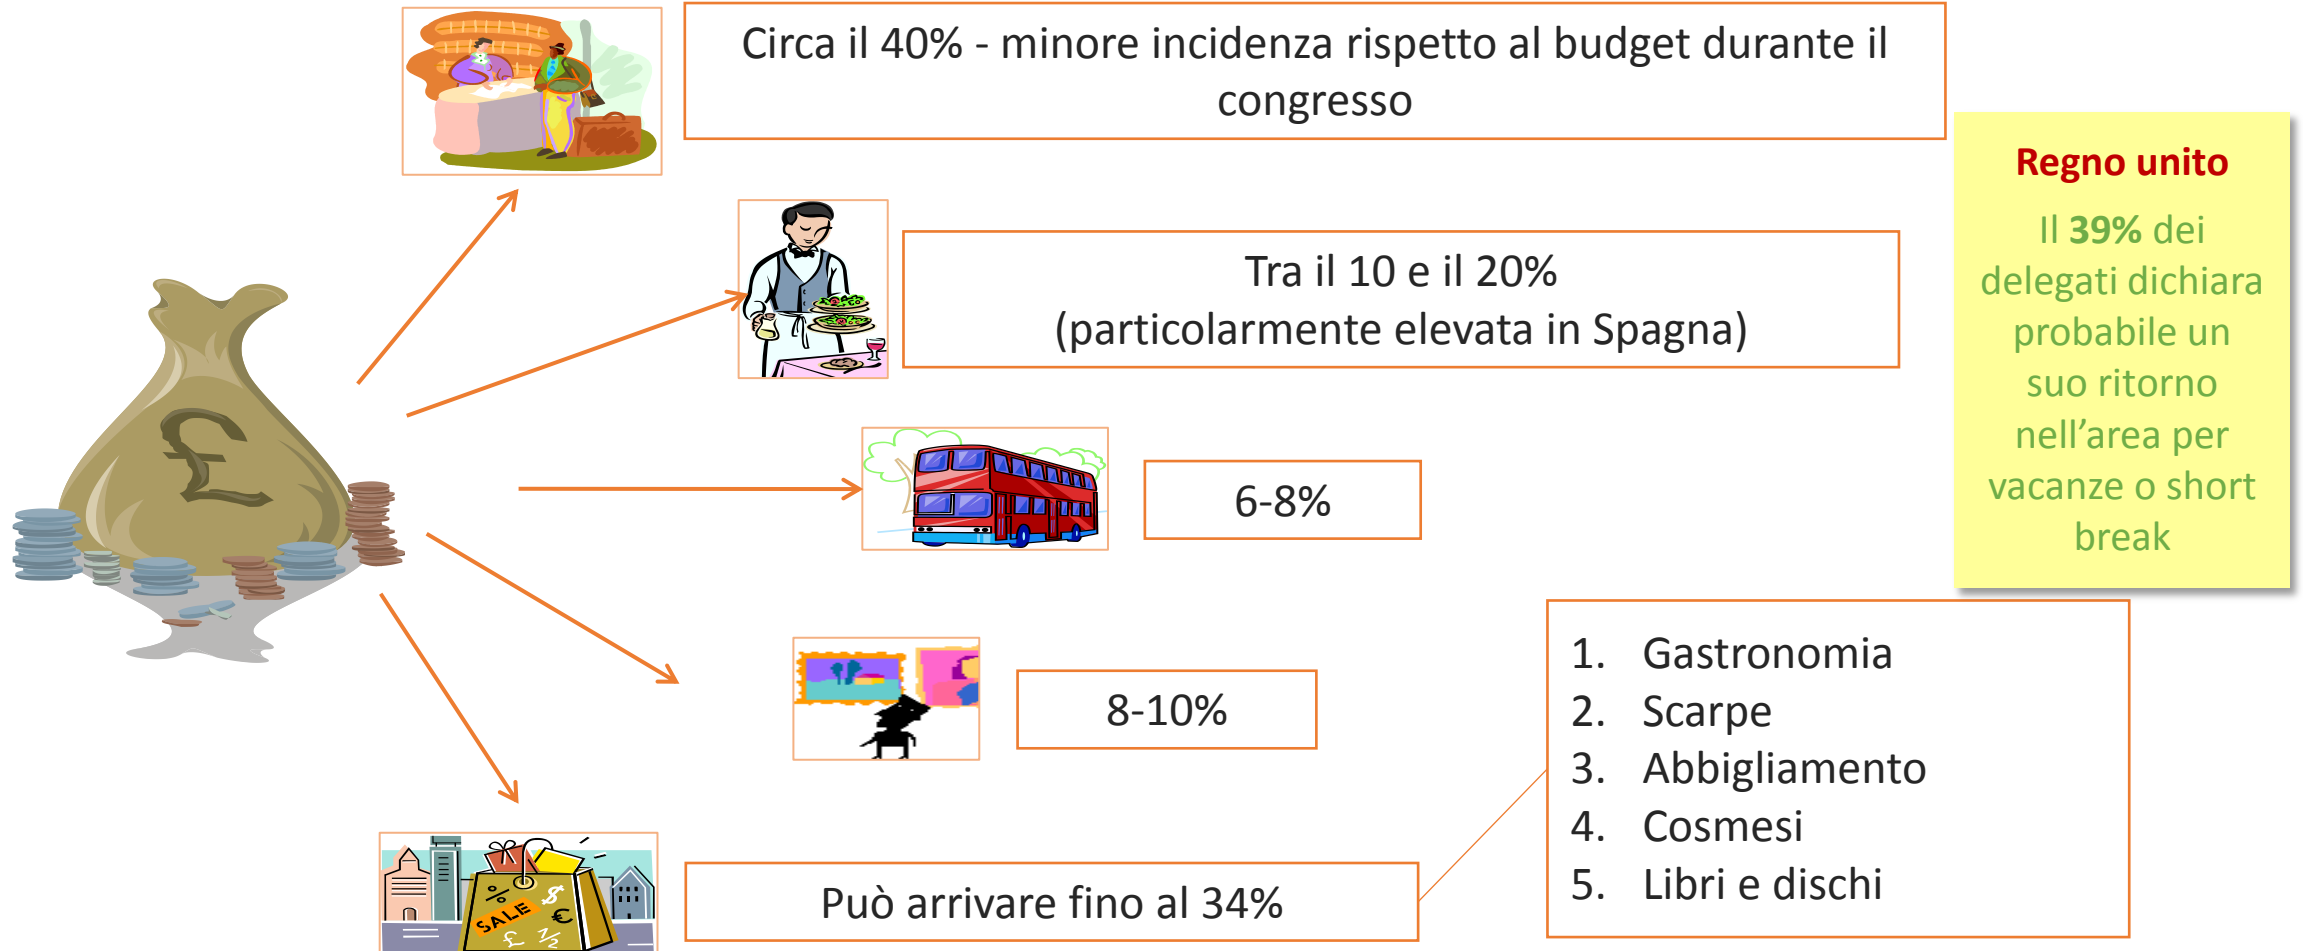 Circa il 40% - minore incidenza rispetto al budget durante il
congresso
Regno unito
Il 39% dei
delegati dichiara
probabile un
suo ritorno
nell’area per
vacanze o short
break
Tra il 10 e il 20%
(particolarmente elevata in Spagna)
6-8%
8-10%
1. Gastronomia
2. Scarpe
3. Abbigliamento
4. Cosmesi
5. Libri e dischi
Può arrivare fino al 34%
£
% $
SALE €
£ ½